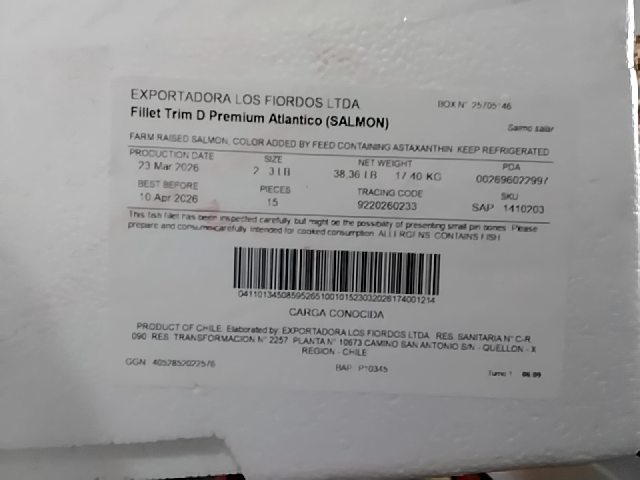 EXPORTADORA LOS FIORDOS LTDA BOX N° 25705146
Fillet Trim D Premium Atlantico (SALMON) Salmo salar
FARM RAISED SALMON, COLOR ADDED BY FEED CONTAINING ASTAXANTHIN. KEEP REFRIGERATED
PRODUCTION DATE SIZE NET WEIGHT PDA
23 Mar 2026 2 3 LB 38,36 LB 17.40 KG 002696022997
BEST BEFORE PIECES TRACING CODE SKU
10 Apr 2026 15 9220260233 SAP 1410203
This fish fillet has been inspected carefully, but might be the possibility of presenting small pin bones. Please
prepare and consume carefully. Intended for cooked consumption. ALLERGENS: CONTAINS FISH
CARGA CONOCIDA
PRODUCT OF CHILE. Elaborated by: EXPORTADORA LOS FIORDOS LTDA. RES. SANITARIA N° C-R
090 RES. TRANSFORMACION N° 2257 PLANTA N° 10673 CAMINO SAN ANTONIO S/N - QUELLON - X
REGION - CHILE
GGN : 4052852022576 BAP : P10345 Turno 1 06:09